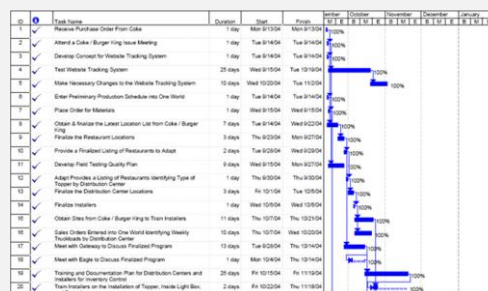 ember October November December January
ID Task Name Duration Start Finish M E B M E B M E B M E B M
1 Receive Purchase Order From Coke 1 day Mon 9/13/04 Mon 9/13/04 100%
2 Attend a Coke / Burger King Issue Meeting 1 day Tue 9/14/04 Tue 9/14/04 100%
3 Develop Concept for Website Tracking System 1 day Tue 9/14/04 Tue 9/14/04 100%
4 Test Website Tracking System 25 days Wed 9/15/04 Tue 10/19/04 100%
5 Make Necessary Changes to the Website Tracking System 10 days Wed 10/20/04 Tue 11/2/04 100%
6 Enter Preliminary Production Schedule into One World 1 day Tue 9/14/04 Tue 9/14/04 100%
7 Place Order for Materials 1 day Wed 9/15/04 Wed 9/15/04 100%
8 Obtain & finalize the Latest Location List from Coke / Burger 7 days Tue 9/14/04 Wed 9/22/04 100%
King
9 Finalize the Restaurant Locations 3 days Thu 9/23/04 Mon 9/27/04 100%
10 Provide a Finalized Listing of Restaurants to Adapt 2 days Tue 9/28/04 Wed 9/29/04 100%
11 Develop Field Testing Quality Plan 9 days Wed 9/15/04 Mon 9/27/04 100%
12 Adapt Provides a Listing of Restaurants Identifying Type of 1 day Thu 9/30/04 Thu 9/30/04 100%
Topper by Distribution Center
13 Finalize the Distribution Center Locations 3 days Fri 10/1/04 Tue 10/5/04 100%
14 Finalize Installers 1 day Wed 10/6/04 Wed 10/6/04 100%
15 Obtain Sites from Coke / Burger King to Train Installers 11 days Thu 10/7/04 Thu 10/21/04 100%
16 Sales Orders Entered into One World Identifying Weekly 10 days Thu 10/7/04 Wed 10/20/04 100%
Truckloads by Distribution Center
17 Meet with Gateway to Discuss Finalized Program 13 days Tue 9/28/04 Thu 10/14/04 100%
18 Meet with Eagle to Discuss Finalized Program 1 day Mon 10/4/04 Thu 10/14/04 100%
19 Training and Documentation Plan for Distribution Centers and 25 days Fri 10/15/04 Fri 11/19/04 100%
Installers for Inventory Control
20 Train Installers on the Installation of Topper, Inside Light Box, 2 days Fri 10/22/04 Thu 11/18/04 100%